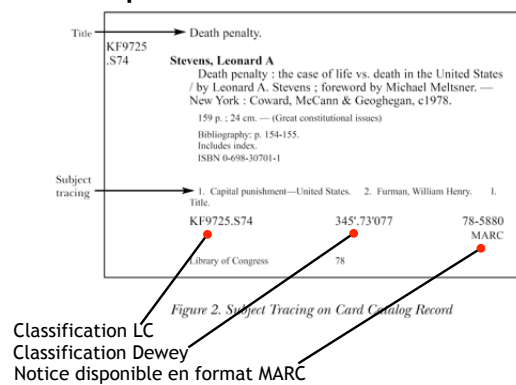 Title
Death penalty.
KF9725
.S74
Stevens, Leonard A
Death penalty : the case of life vs. death in the United States
/ by Leonard A. Stevens ; foreword by Michael Meltsner. —
New York : Coward, McCann & Geoghegan, c1978.
159 p. ; 24 cm. — (Great constitutional issues)
Bibliography: p. 154-155.
Includes index.
ISBN 0-698-30701-1
Subject
tracing
1. Capital punishment—United States. 2. Furman, William Henry. I.
Title.
KF9725.S74 345'.73'077 78-5880
MARC
Library of Congress 78
Figure 2. Subject Tracing on Card Catalog Record
Classification LC
Classification Dewey
Notice disponible en format MARC